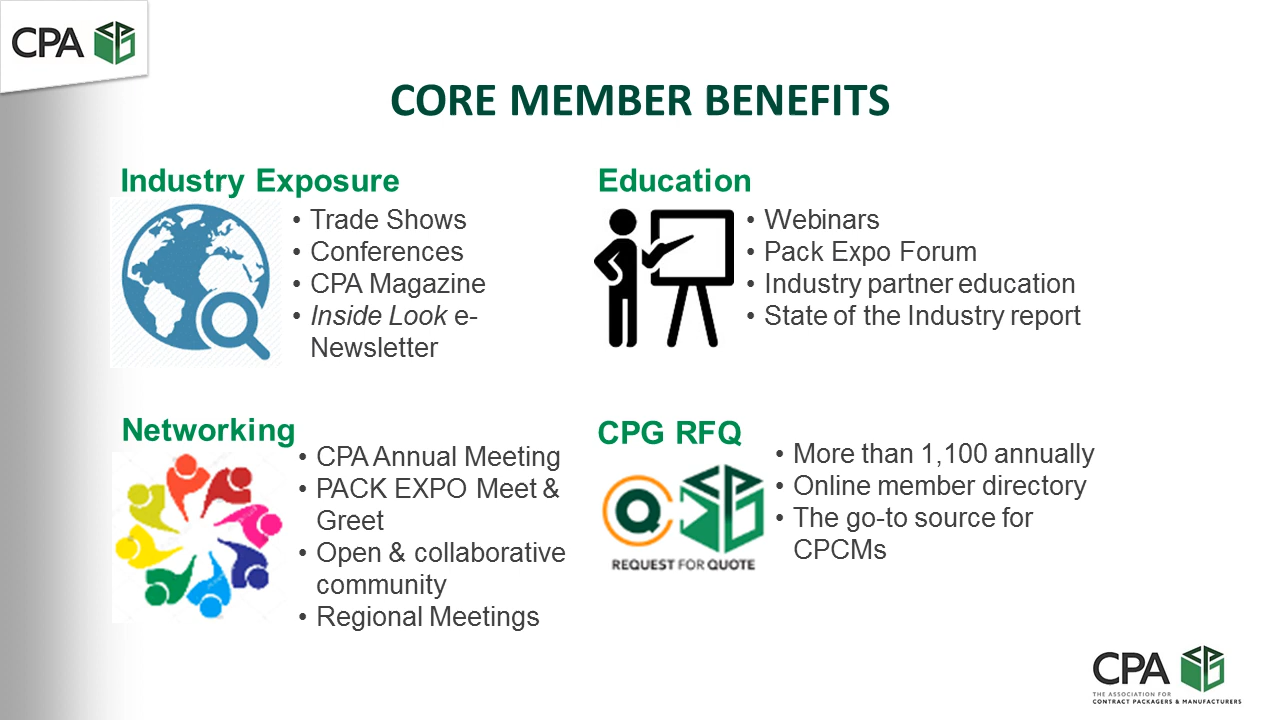 CPA
CORE MEMBER BENEFITS
Industry Exposure
• Trade Shows
• Conferences
• CPA Magazine
• Inside Look e-
Newsletter
Education
• Webinars
• Pack Expo Forum
• Industry partner education
• State of the Industry report
Networking
• CPA Annual Meeting
• PACK EXPO Meet &
Greet
• Open & collaborative
community
• Regional Meetings
CPG RFQ
REQUEST FOR QUOTE
• More than 1,100 annually
• Online member directory
• The go-to source for
CPCMs
CPA
THE ASSOCIATION FOR
CONTRACT PACKAGERS & MANUFACTURERS